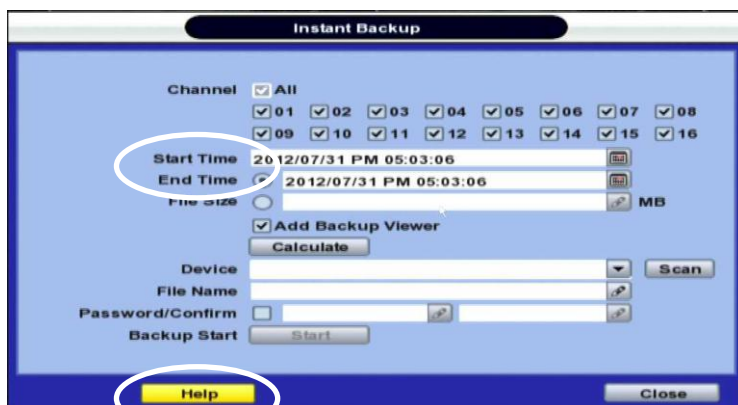 Instant Backup
Channel All
01 02 03 04 05 06 07 08
09 10 11 12 13 14 15 16
Start Time 2012/07/31 PM 05:03:06
End Time 2012/07/31 PM 05:03:06
File Size MB
Add Backup Viewer
Calculate
Device Scan
File Name
Password/Confirm
Backup Start Start
Help Close